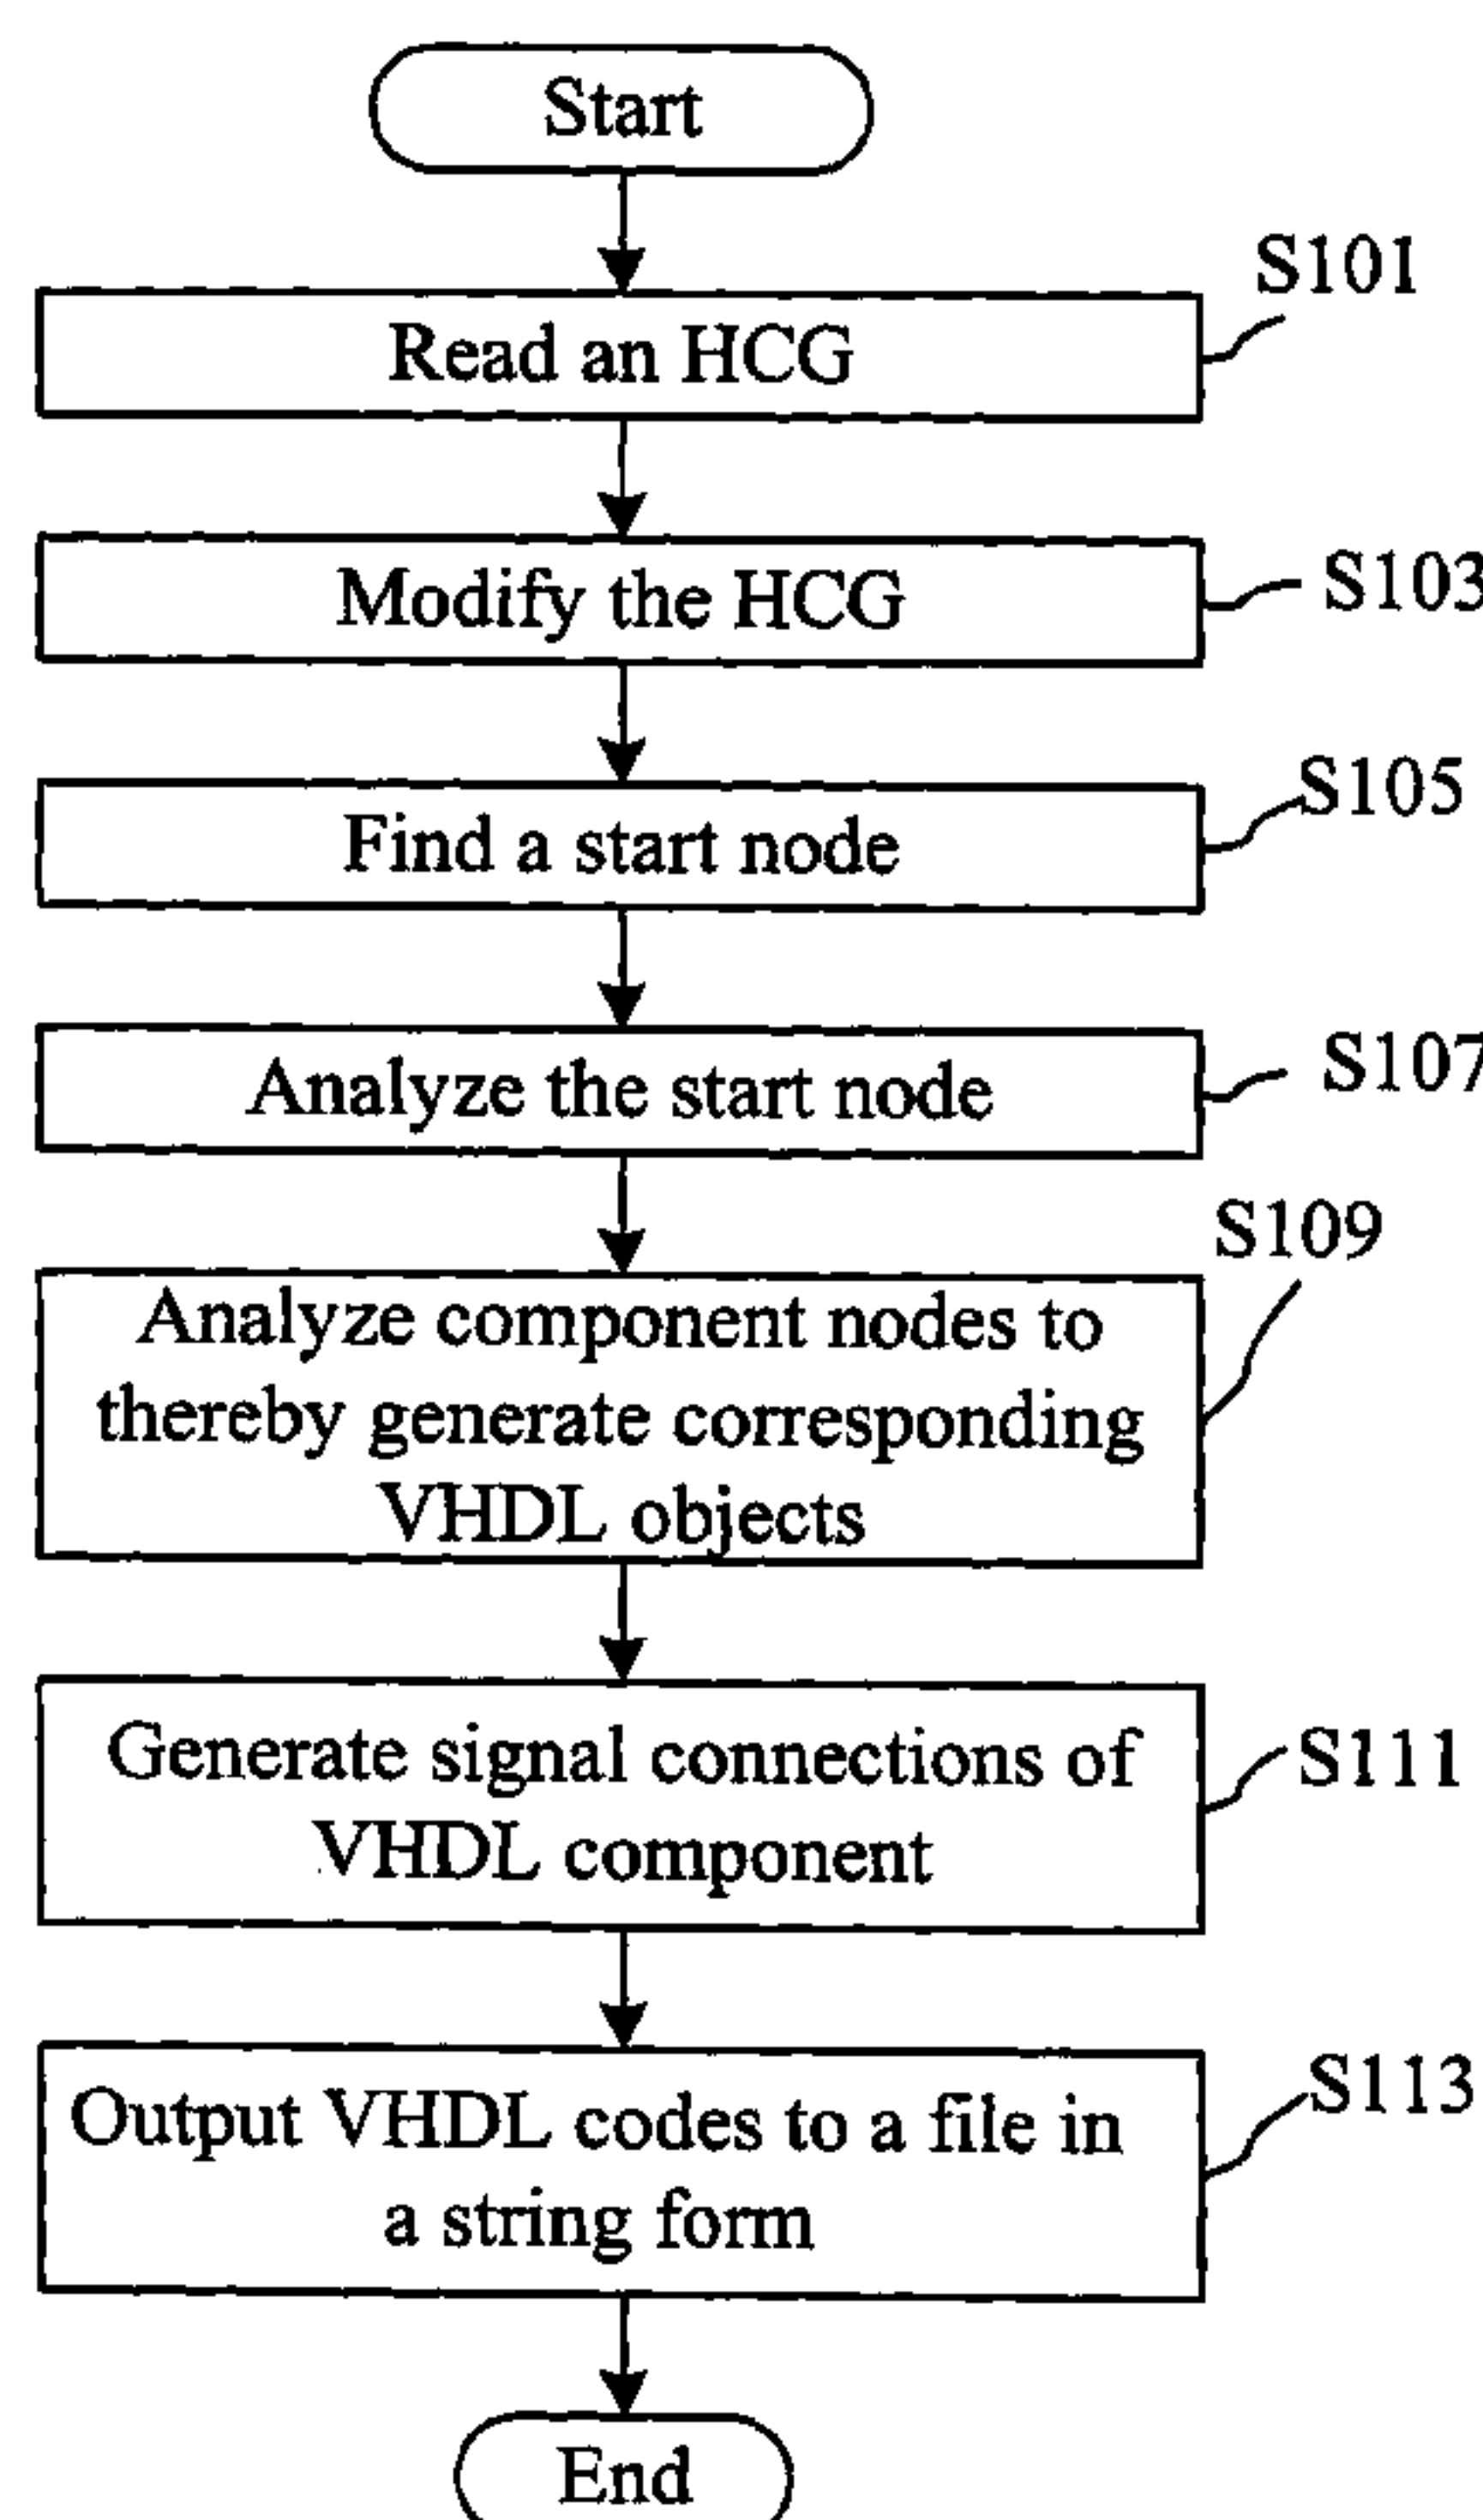 Start
S101
Read an HCG
S103
Modify the HCG
S105
Find a start node
S107
Analyze the start node
S109
Analyze component nodes to
thereby generate corresponding
VHDL objects
Generate signal connections of
VHDL component
S111
Output VHDL codes to a file in
a string form
S113
End